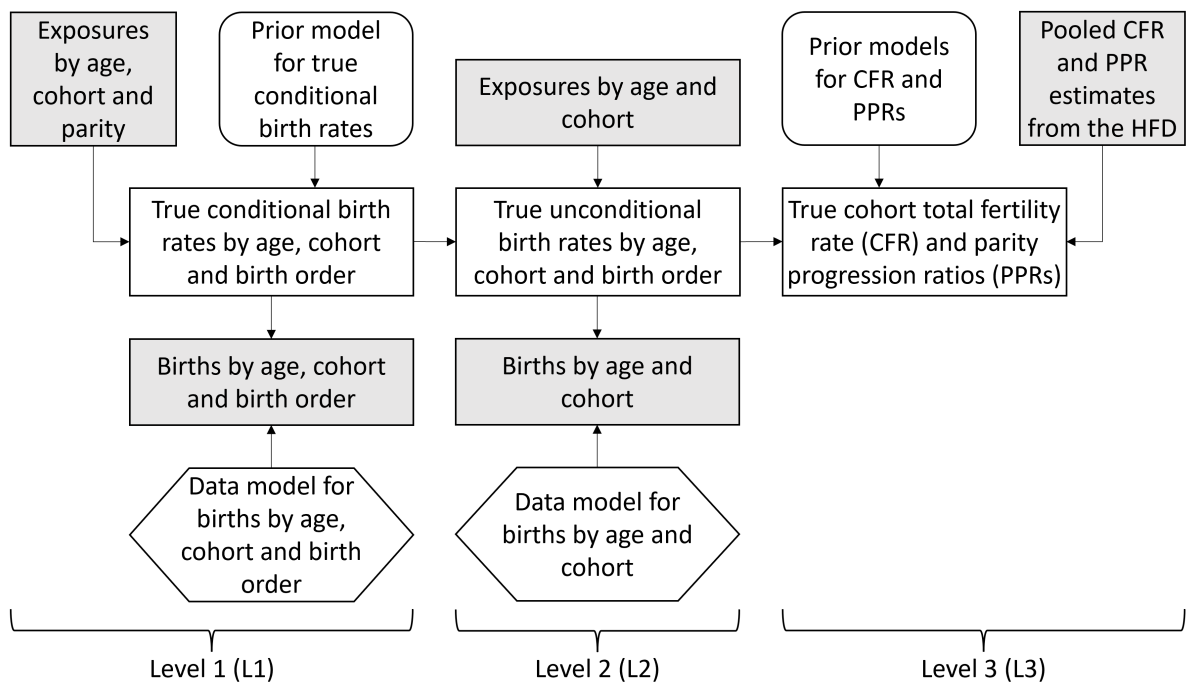 Exposures
by age,
cohort and
parity
Prior model
for true
conditional
birth rates
Exposures by age and
cohort
Prior models
for CFR and
PPRs
Pooled CFR
and PPR
estimates
from the HFD
True conditional birth
rates by age, cohort
and birth order
True unconditional
birth rates by age,
cohort and birth order
True cohort total fertility
rate (CFR) and parity
progression ratios (PPRs)
Births by age, cohort
and birth order
Births by age and
cohort
Data model for
births by age,
cohort and birth
order
Data model for
births by age and
cohort
Level 1 (L1)
Level 2 (L2)
Level 3 (L3)